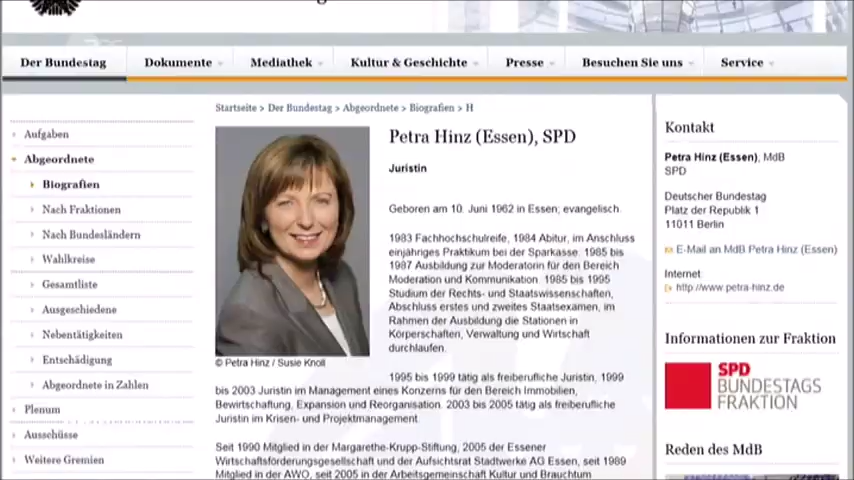 Der Bundestag
Dokumente
Mediathek
Kultur & Geschichte
Presse
Besuchen Sie uns
Service
Startseite > Der Bundestag > Abgeordnete > Biografien > H
Aufgaben
Abgeordnete
Biografien
Nach Fraktionen
Nach Bundesländern
Wahlkreise
Gesamtliste
Ausgeschiedene
Nebentätigkeiten
Entschädigung
Abgeordnete in Zahlen
Plenum
Ausschüsse
Weitere Gremien
Petra Hinz (Essen), SPD
Juristin
Geboren am 10. Juni 1962 in Essen; evangelisch.
1983 Fachhochschulreife, 1984 Abitur, im Anschluss
einjähriges Praktikum bei der Sparkasse. 1985 bis
1987 Ausbildung zur Moderatorin für den Bereich
Moderation und Kommunikation. 1985 bis 1995
Studium der Rechts- und Staatswissenschaften,
Abschluss erstes und zweites Staatsexamen, im
Rahmen der Ausbildung die Stationen in
Körperschaften, Verwaltung und Wirtschaft
durchlaufen.
© Petra Hinz / Susie Knoll
1995 bis 1999 tätig als freiberufliche Juristin, 1999
bis 2003 Juristin im Management eines Konzerns für den Bereich Immobilien,
Bewirtschaftung, Expansion und Reorganisation. 2003 bis 2005 tätig als freiberufliche
Juristin im Krisen- und Projektmanagement.
Seit 1990 Mitglied in der Margarethe-Krupp-Stiftung, 2005 der Essener
Wirtschaftsförderungsgesellschaft und der Aufsichtsrat Stadtwerke AG Essen, seit 1989
Mitglied in der AWO, seit 2005 in der Arbeitsgemeinschaft Kultur und Brauchtum
Kontakt
Petra Hinz (Essen), MdB
SPD
Deutscher Bundestag
Platz der Republik 1
11011 Berlin
E-Mail an MdB Petra Hinz (Essen)
Internet
http://www.petra-hinz.de
Informationen zur Fraktion
SPD
BUNDESTAGS
FRAKTION
Reden des MdB